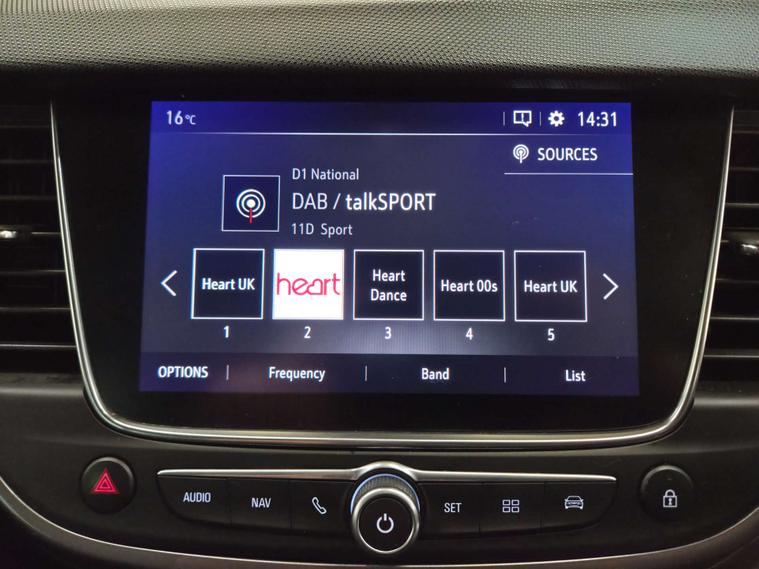 16°C
14:31
SOURCES
D1 National
DAB / talkSPORT
11D Sport
Heart UK
heart
Heart
Dance
Heart 00s
Heart UK
1 2 3 4 5
OPTIONS Frequency Band List
AUDIO NAV SET